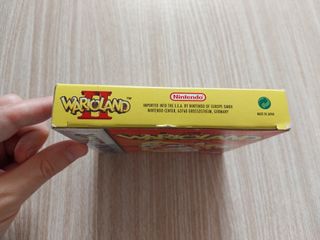 WARIOLAND
II
Nintendo
IMPORTED INTO THE E.E.A. BY NINTENDO OF EUROPE GMBH
NINTENDO-CENTER, 63760 GROSSOSTHEIM, GERMANY
MADE IN JAPAN
WARIOLAND